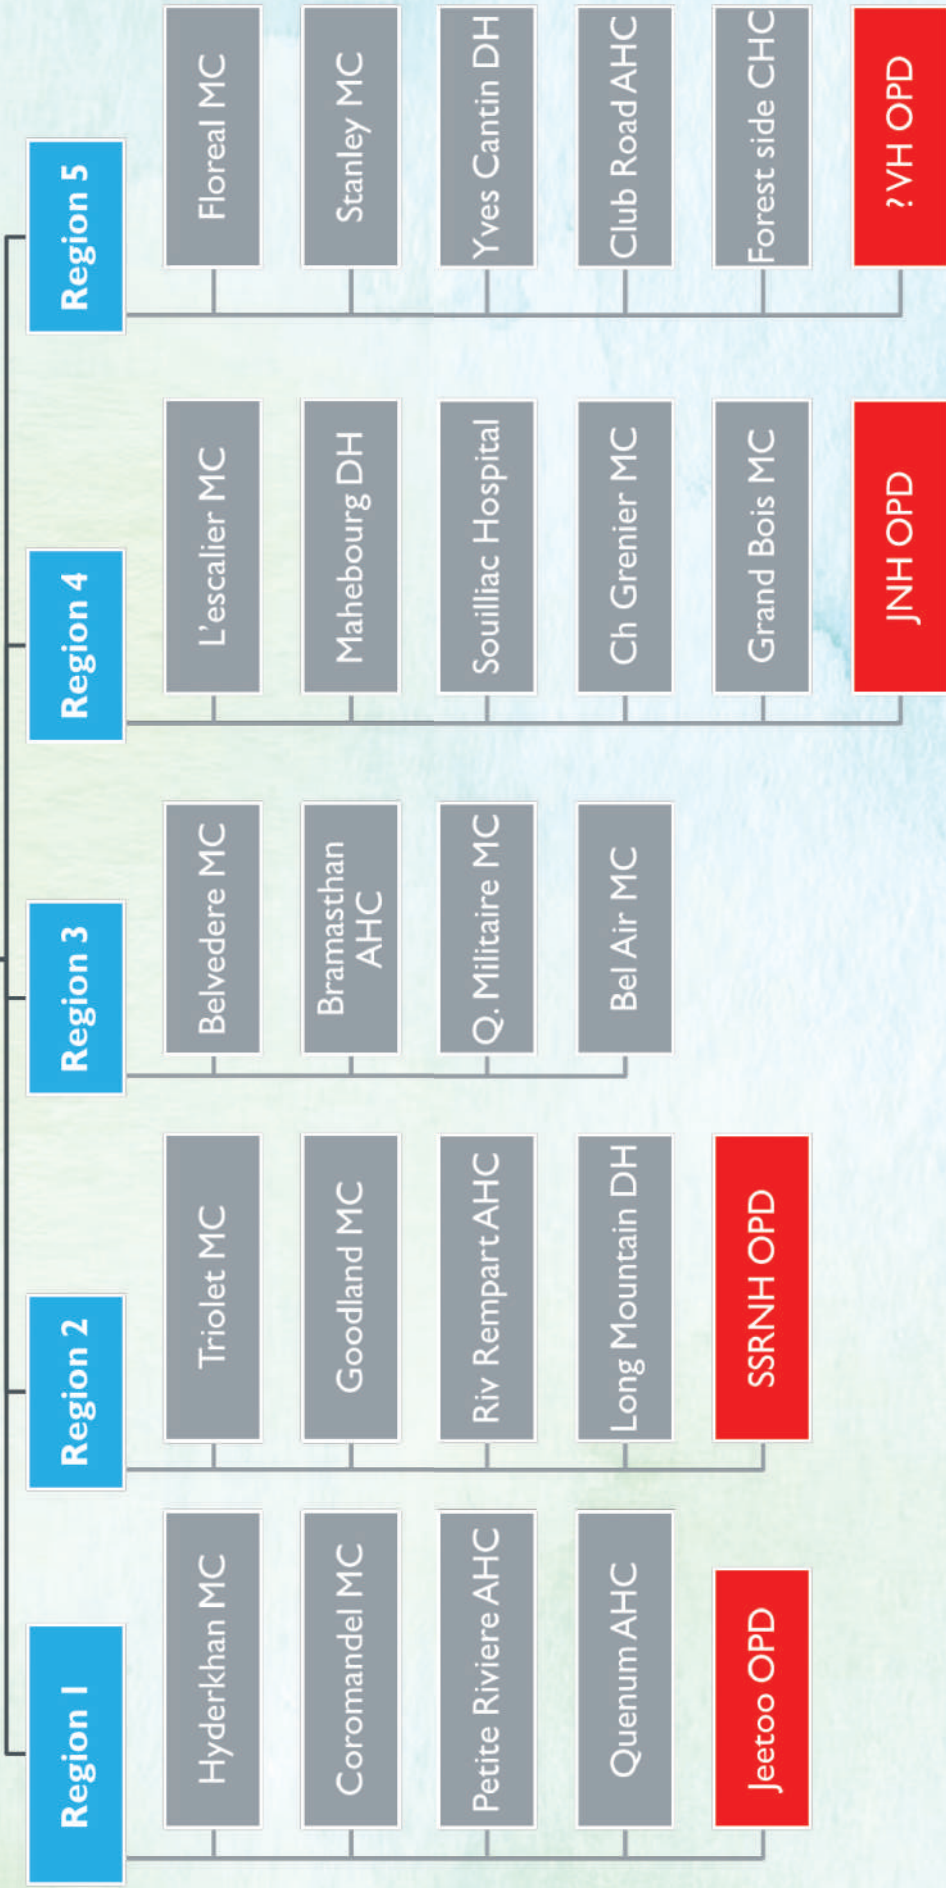 Region 1
Hyderkhan MC
Coromandel MC
Petite Riviere AHC
Quenum AHC
Jeetoo OPD
Region 2
Triolet MC
Goodland MC
Riv Rempart AHC
Long Mountain DH
SSRNH OPD
Region 3
Belvedere MC
Bramasthan
AHC
Q. Militaire MC
Bel Air MC
Region 4
L'escalier MC
Mahebourg DH
Souilliac Hospital
Ch Grenier MC
Grand Bois MC
JNH OPD
Region 5
Floreal MC
Stanley MC
Yves Cantin DH
Club Road AHC
Forest side CHC
? VH OPD